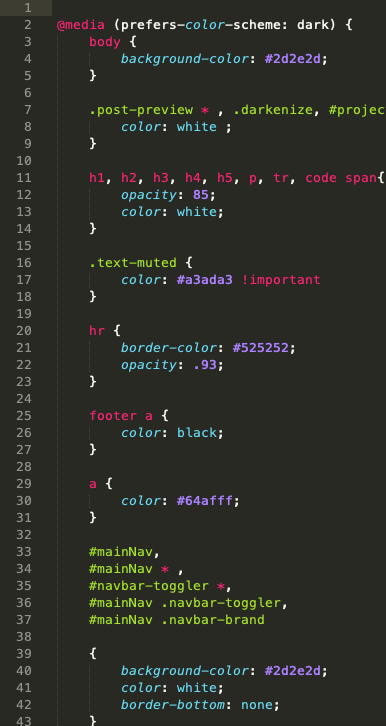 1
2 @media (prefers-color-scheme: dark) {
3 body {
4 background-color: #2d2e2d;
5 }
6
7 .post-preview * , .darkenize, #projec
8 color: white ;
9 }
10
11 h1, h2, h3, h4, h5, p, tr, code span{
12 opacity: 85;
13 color: white;
14 }
15
16 .text-muted {
17 color: #a3ada3 !important
18 }
19
20 hr {
21 border-color: #525252;
22 opacity: .93;
23 }
24
25 footer a {
26 color: black;
27 }
28
29 a {
30 color: #64afff;
31 }
32
33 #mainNav,
34 #mainNav * ,
35 #navbar-toggler *,
36 #mainNav .navbar-toggler,
37 #mainNav .navbar-brand
38
39 {
40 background-color: #2d2e2d;
41 color: white;
42 border-bottom: none;
43 }